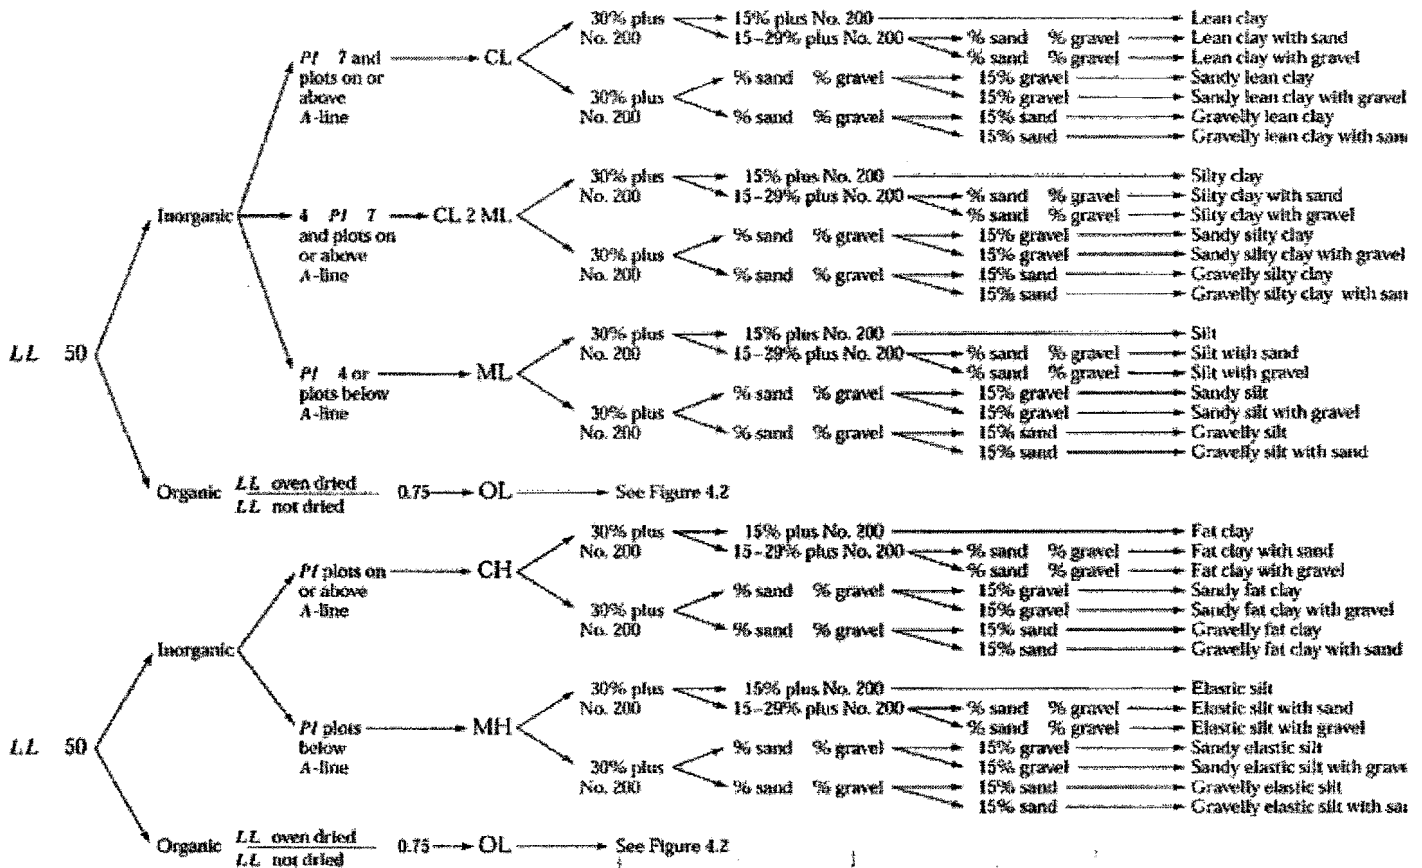 30% plus 15% plus No. 200 Lean clay
No. 200 15–29% plus No. 200 % sand % gravel Lean clay with sand
PI 7 and CL % sand % gravel Lean clay with gravel
plots on or % sand % gravel 15% gravel Sandy lean clay
above 30% plus 15% gravel Sandy lean clay with gravel
A-line No. 200 % sand % gravel 15% sand Gravelly lean clay
15% sand Gravelly lean clay with san
30% plus 15% plus No. 200 Silty clay
No. 200 15–29% plus No. 200 % sand % gravel Silty clay with sand
Inorganic 4 PI 7 CL 2 ML % sand % gravel Silty clay with gravel
and plots on % sand % gravel 15% gravel Sandy silty clay
or above 30% plus 15% gravel Sandy silty clay with gravel
A-line No. 200 % sand % gravel 15% sand Gravelly silty clay
15% sand Gravelly silty clay with san
30% plus 15% plus No. 200 Silt
LL 50 No. 200 15–29% plus No. 200 % sand % gravel Silt with sand
PI 4 or ML % sand % gravel Silt with gravel
plots below % sand % gravel 15% gravel Sandy silt
A-line 30% plus 15% gravel Sandy silt with gravel
No. 200 % sand % gravel 15% sand Gravelly silt
15% sand Gravelly silt with sand
Organic LL oven dried 0.75 OL See Figure 4.2
LL not dried
30% plus 15% plus No. 200 Fat clay
No. 200 15–29% plus No. 200 % sand % gravel Fat clay with sand
PI plots on CH % sand % gravel Fat clay with gravel
or above % sand % gravel 15% gravel Sandy fat clay
A-line 30% plus 15% gravel Sandy fat clay with gravel
No. 200 % sand % gravel 15% sand Gravelly fat clay
Inorganic 15% sand Gravelly fat clay with sand
30% plus 15% plus No. 200 Elastic silt
No. 200 15–29% plus No. 200 % sand % gravel Elastic silt with sand
PI plots MH % sand % gravel Elastic silt with gravel
LL 50 below % sand % gravel 15% gravel Sandy elastic silt
A-line 30% plus 15% gravel Sandy elastic silt with grave
No. 200 % sand % gravel 15% sand Gravelly elastic silt
15% sand Gravelly elastic silt with sa
Organic LL oven dried 0.75 OL See Figure 4.2
LL not dried